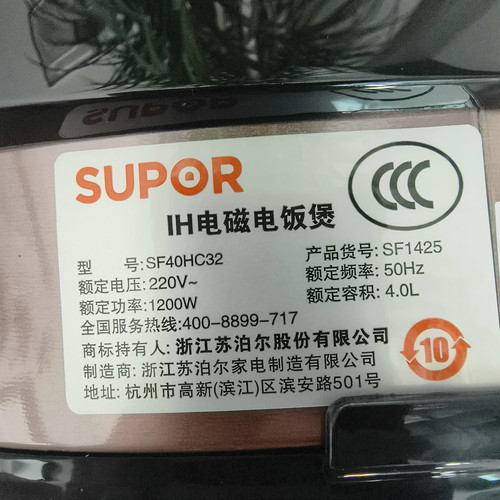 SUPOR
CCC
IH电磁电饭煲
型 号:SF40HC32 产品货号: SF1425
额定电压:220V~ 额定频率: 50Hz
额定功率:1200W 额定容积: 4.0L
全国服务热线:400-8899-717
商标持有人: 浙江苏泊尔股份有限公司
制造商: 浙江苏泊尔家电制造有限公司
地址: 杭州市高新(滨江)区滨安路501号
10